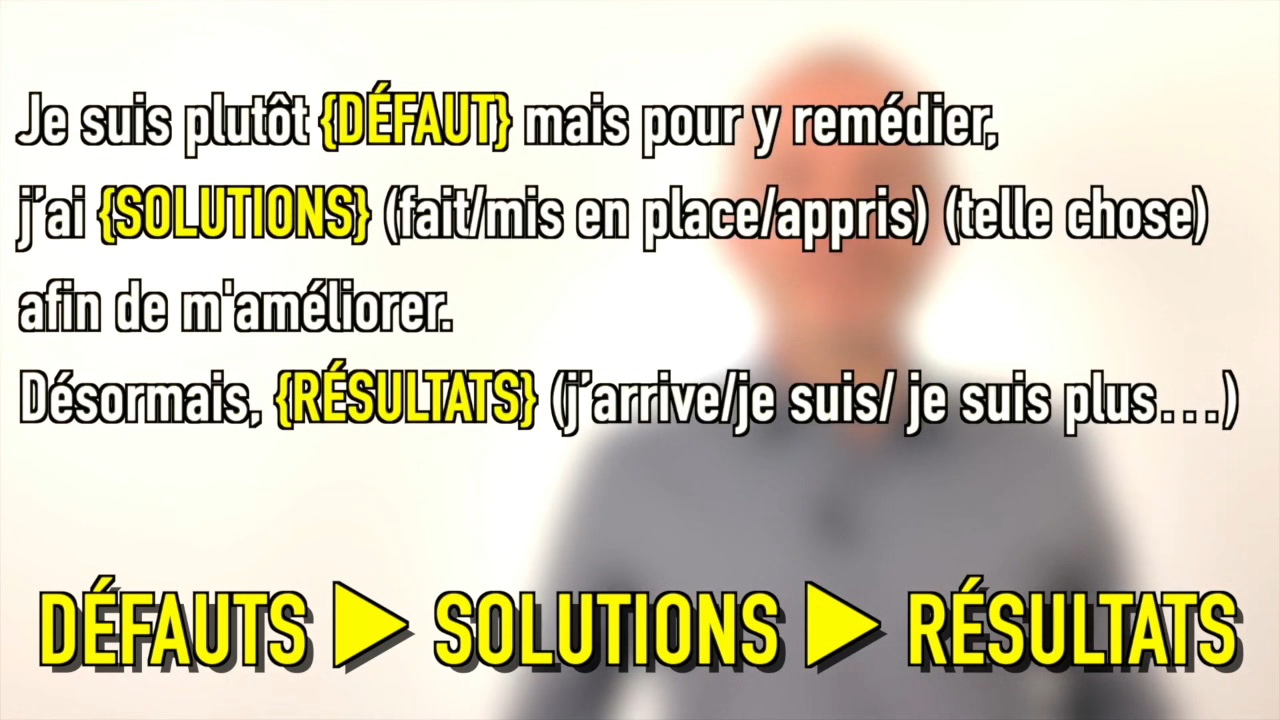 Je suis plutôt {DÉFAUT} mais pour y remédier,
j'ai {SOLUTIONS} (fait/mis en place/appris) (telle chose)
afin de m'améliorer.
Désormais, {RÉSULTATS} (j'arrive/je suis/ je suis plus...)
DÉFAUTS ▶ SOLUTIONS ▶ RÉSULTATS